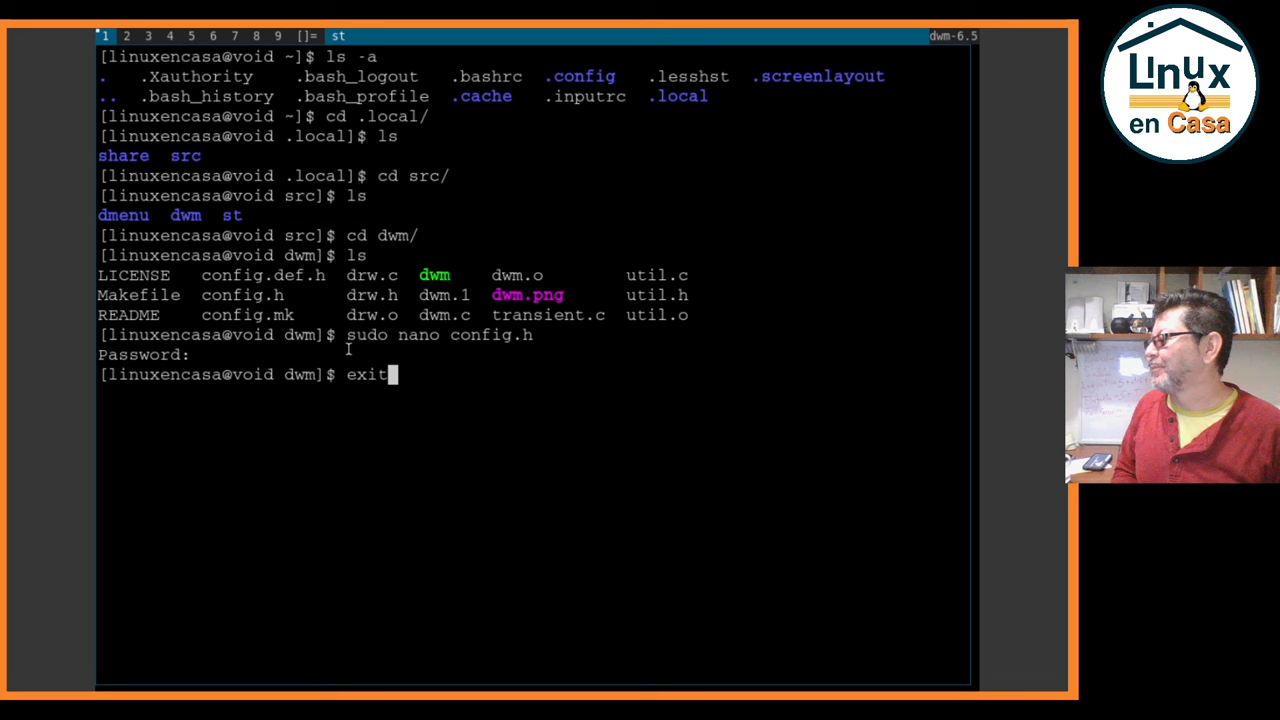 1 2 3 4 5 6 7 8 9 []= st dwm-6.5
[linuxencasa@void ~]$ ls -a
. .Xauthority .bash_logout .bashrc .config .lesshst .screenlayout
.. .bash_history .bash_profile .cache .inputrc .local
[linuxencasa@void ~]$ cd .local/
[linuxencasa@void .local]$ ls
share src
[linuxencasa@void .local]$ cd src/
[linuxencasa@void src]$ ls
dmenu dwm st
[linuxencasa@void src]$ cd dwm/
[linuxencasa@void dwm]$ ls
LICENSE config.def.h drw.c dwm dwm.o util.c
Makefile config.h drw.h dwm.1 dwm.png util.h
README config.mk drw.o dwm.c transient.c util.o
[linuxencasa@void dwm]$ sudo nano config.h
Password:
[linuxencasa@void dwm]$ exit
Linux
en Casa